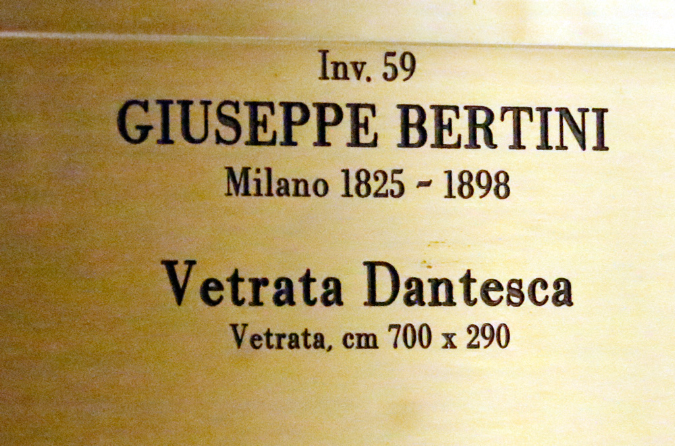 Inv. 59
GIUSEPPE BERTINI
Milano 1825 ~ 1898
Vetrata Dantesca
Vetrata, cm 700 x 290